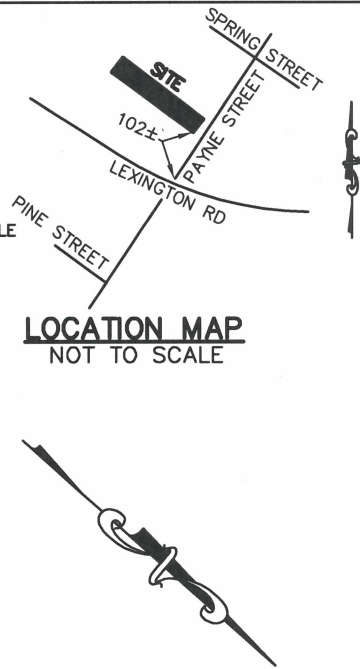 SPRING STREET
SITE
PAYNE STREET
102±
LEXINGTON RD
LE
PINE STREET
LOCATION MAP
NOT TO SCALE